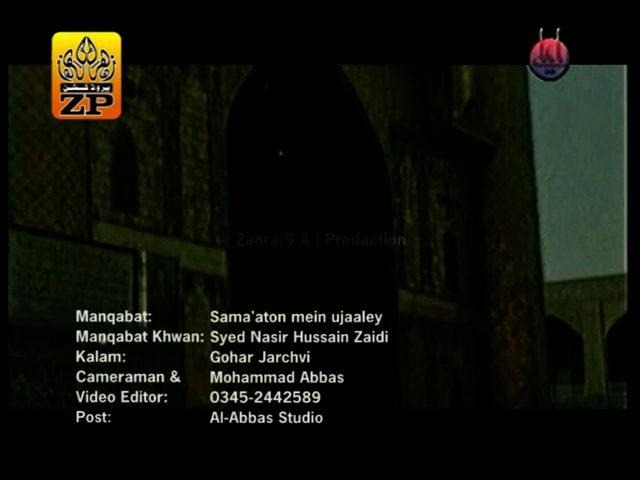 پروڈکشن
ZP
Zahra(S.A.) Production
Manqabat: Sama'aton mein ujaaley
Manqabat Khwan: Syed Nasir Hussain Zaidi
Kalam: Gohar Jarchvi
Cameraman & Mohammad Abbas
Video Editor: 0345-2442589
Post: Al-Abbas Studio